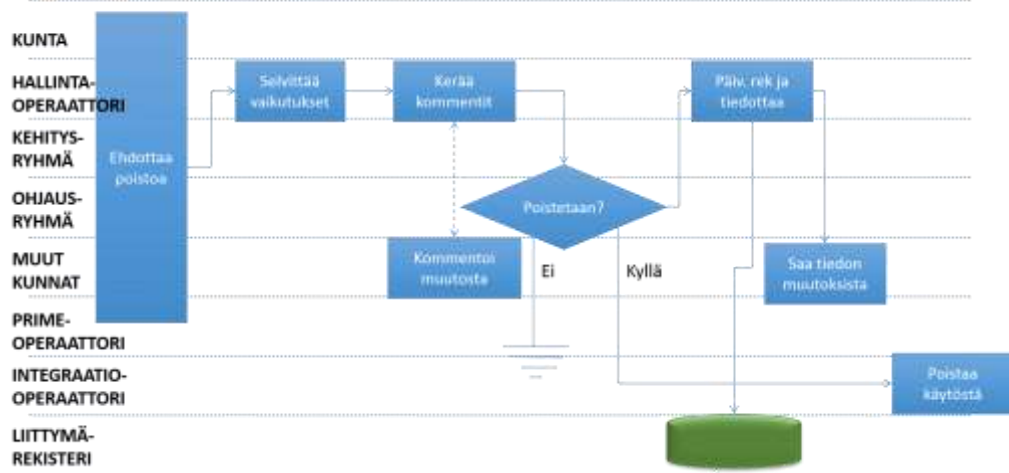 KUNTA
HALLINTA-
OPERAATTORI
KEHITYS-
RYHMÄ
OHJAUS-
RYHMÄ
MUUT
KUNNAT
PRIME-
OPERAATTORI
INTEGRAATIO-
OPERAATTORI
LIITTYMÄ-
REKISTERI
Ehdottaa
poistoa
Selvittää
vaikutukset
Kerää
kommentit
Poistetaan?
Kommentoi
muutosta
Ei
Kyllä
Päiv. rek ja
tiedottaa
Saa tiedon
muutoksista
Poistaa
käytöstä